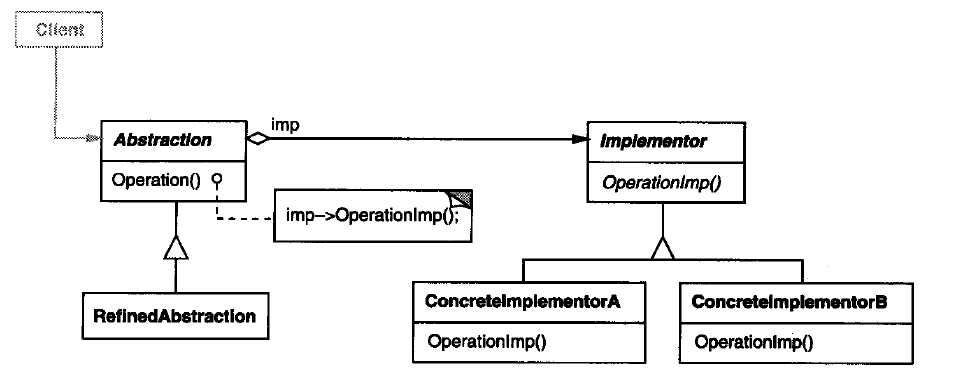 Client
imp
Abstraction
Implementor
Operation()
OperationImp()
imp–>OperationImp();
RefinedAbstraction
ConcreteImplementorA
ConcreteImplementorB
OperationImp()
OperationImp()